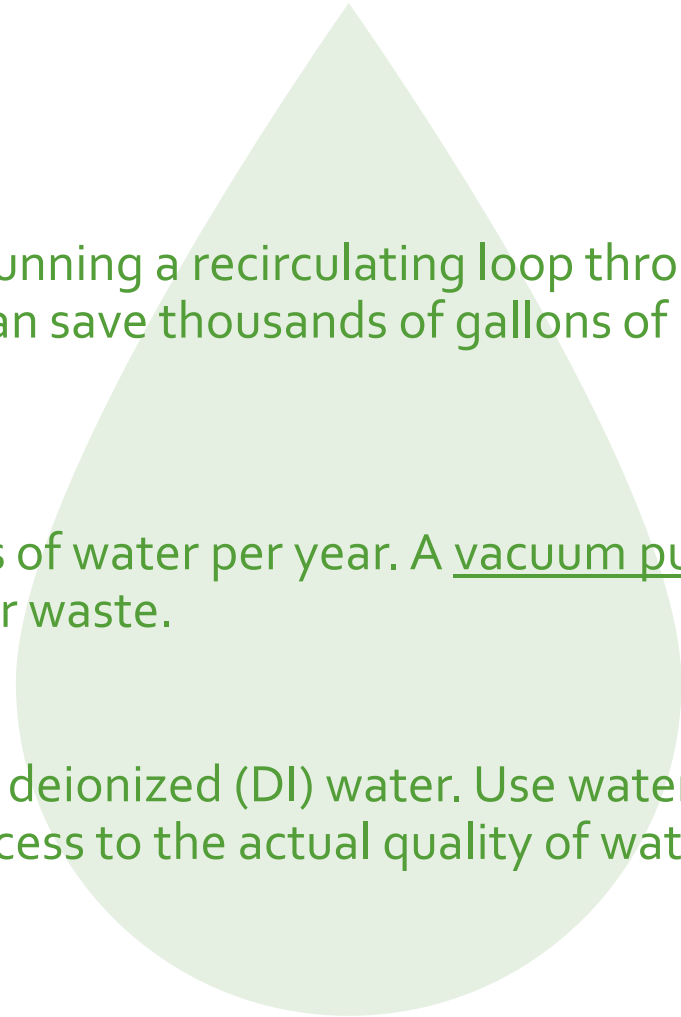 unning a recirculating loop thro
an save thousands of gallons of
s of water per year. A vacuum pu
r waste.
deionized (DI) water. Use water
cess to the actual quality of wat